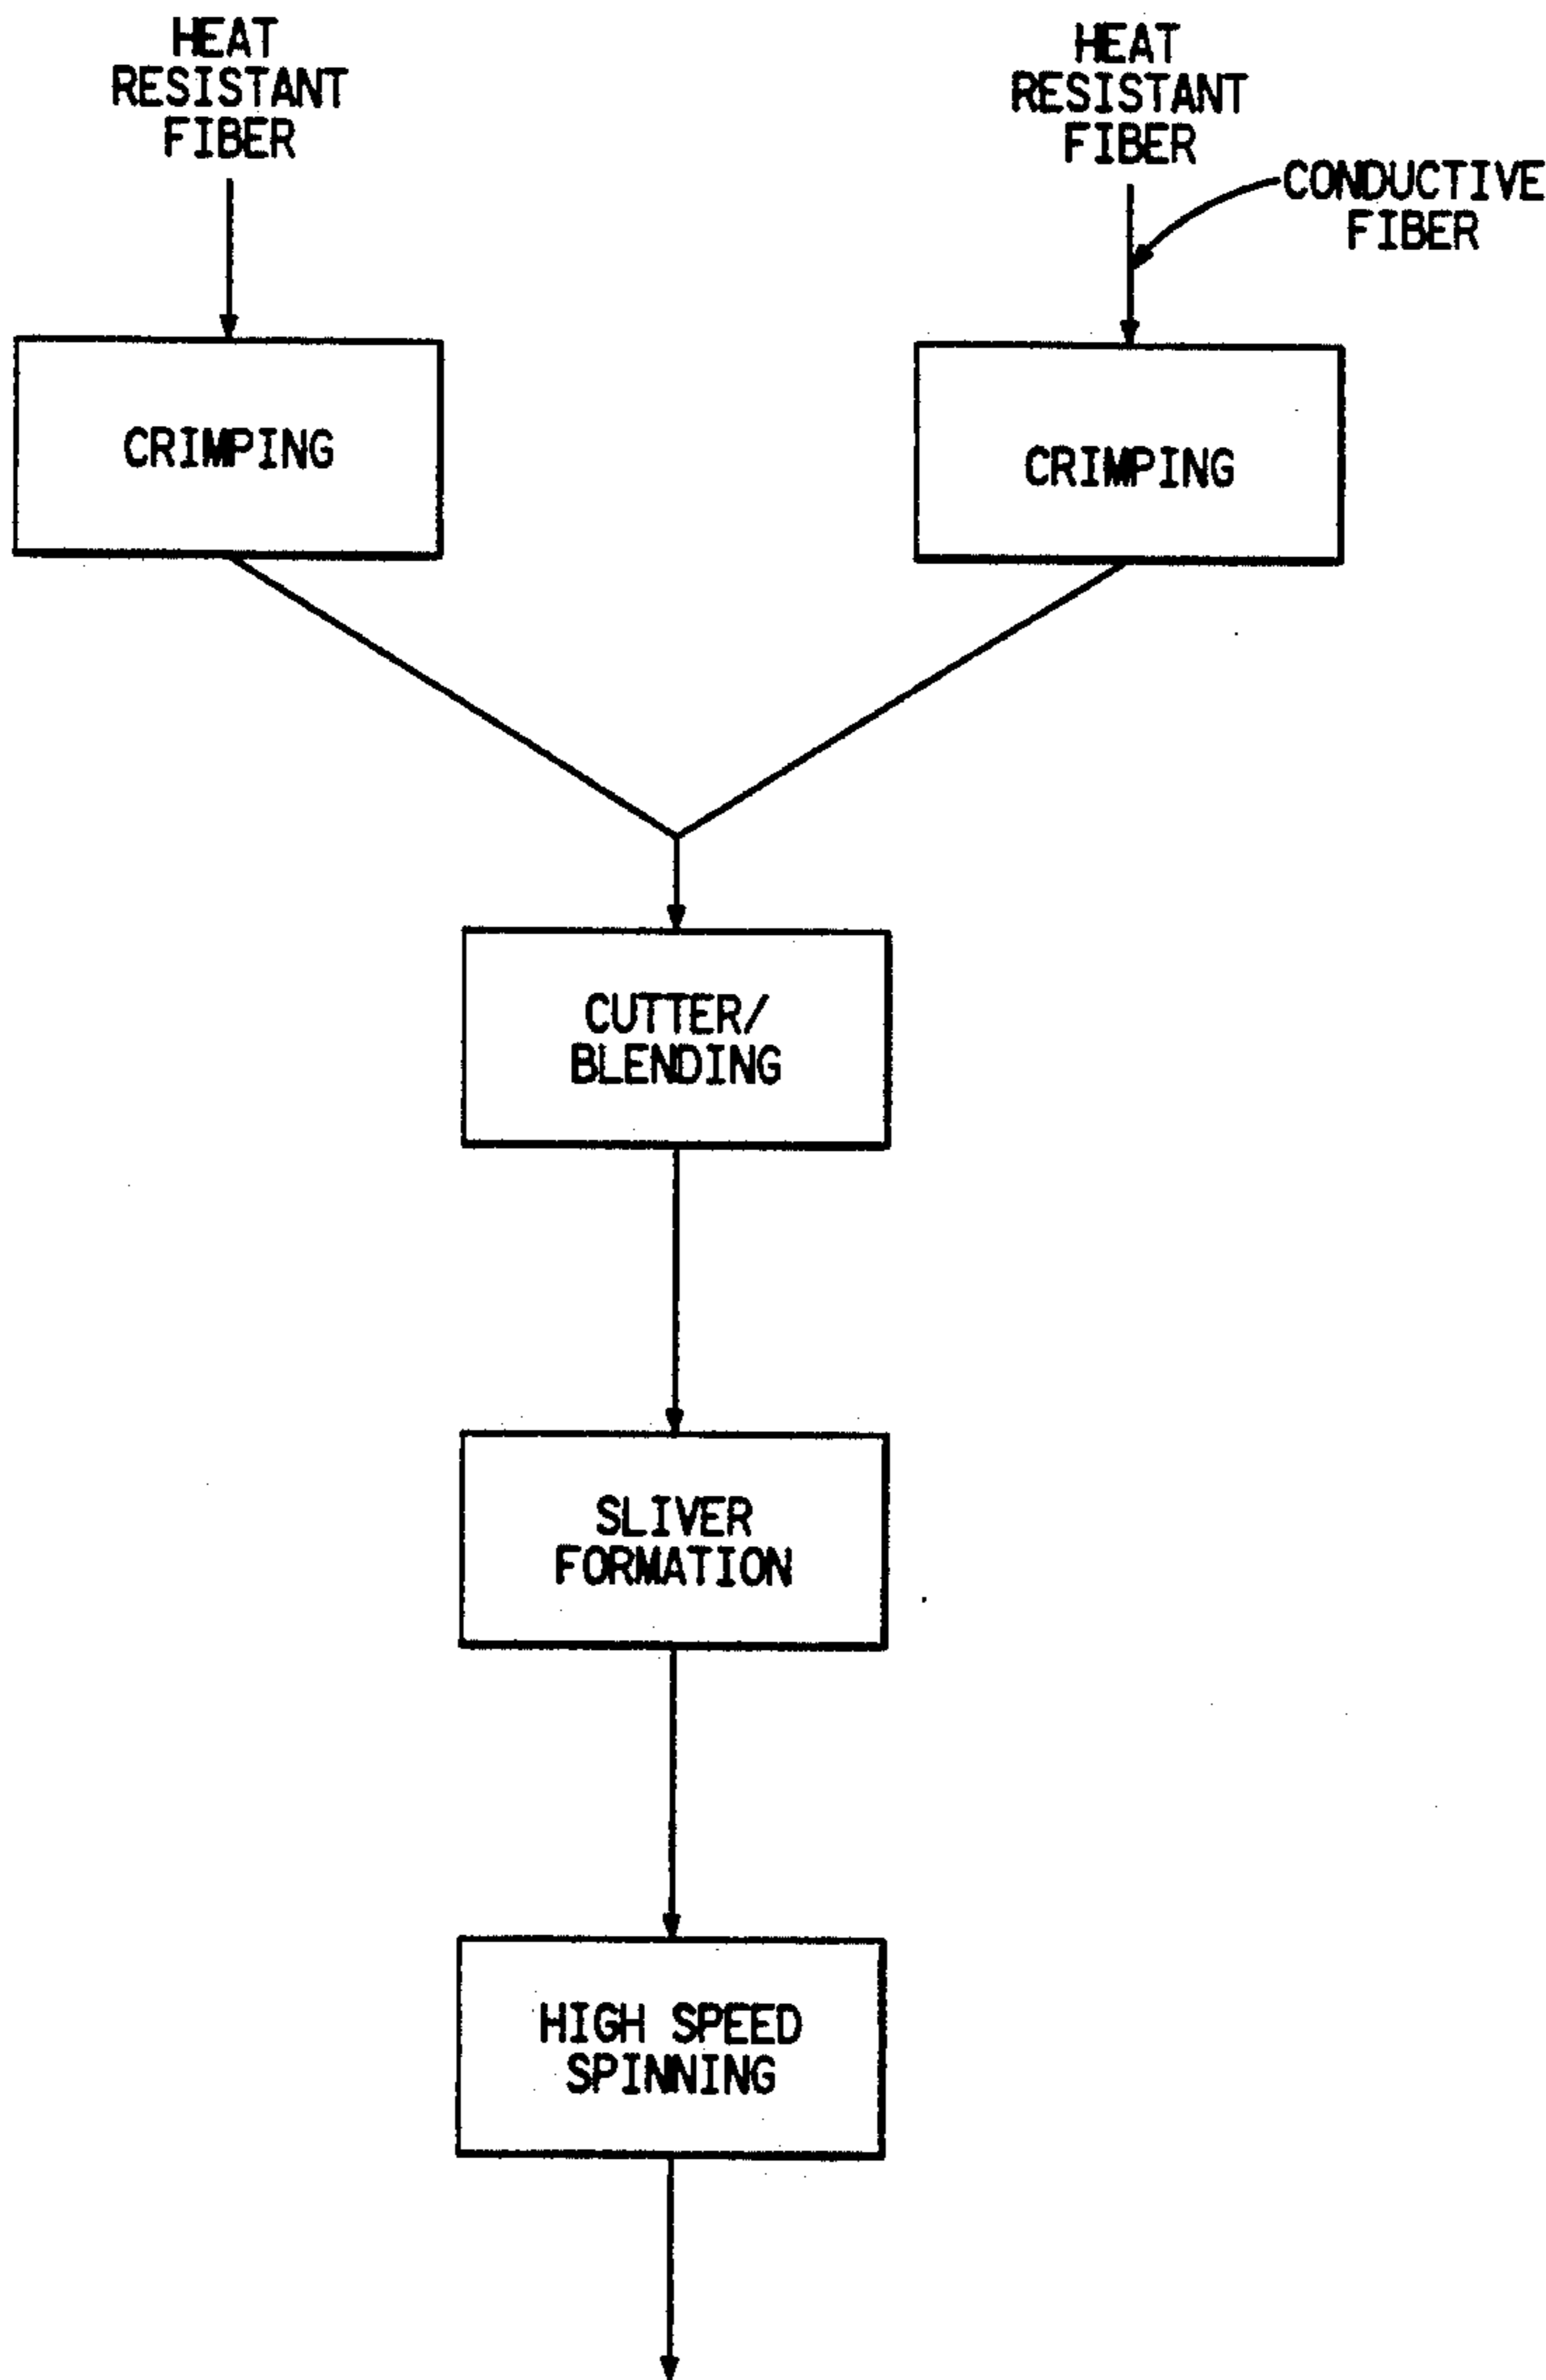 HEAT
RESISTANT
FIBER
HEAT
RESISTANT
FIBER
CONDUCTIVE
FIBER
CRIMPING
CRIMPING
CUTTER/
BLENDING
SLIVER
FORMATION
HIGH SPEED
SPINNING